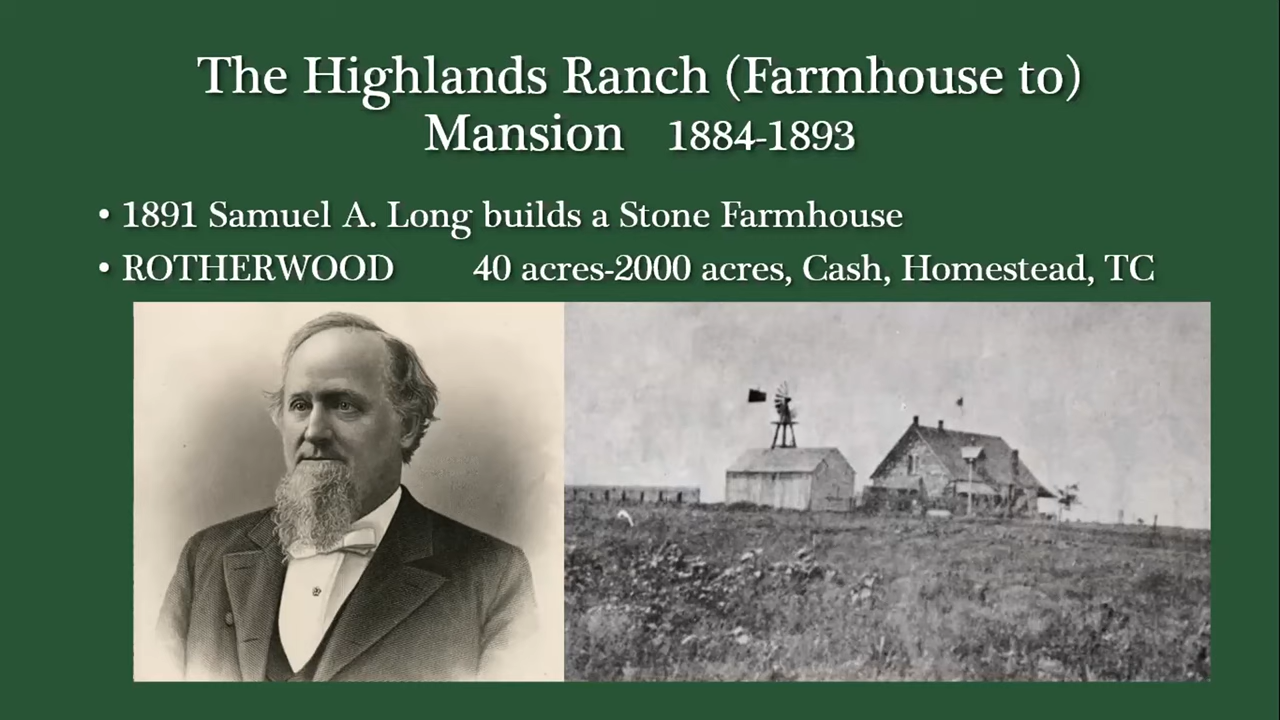 The Highlands Ranch (Farmhouse to)
Mansion 1884-1893
• 1891 Samuel A. Long builds a Stone Farmhouse
• ROTHERWOOD 40 acres-2000 acres, Cash, Homestead, TC